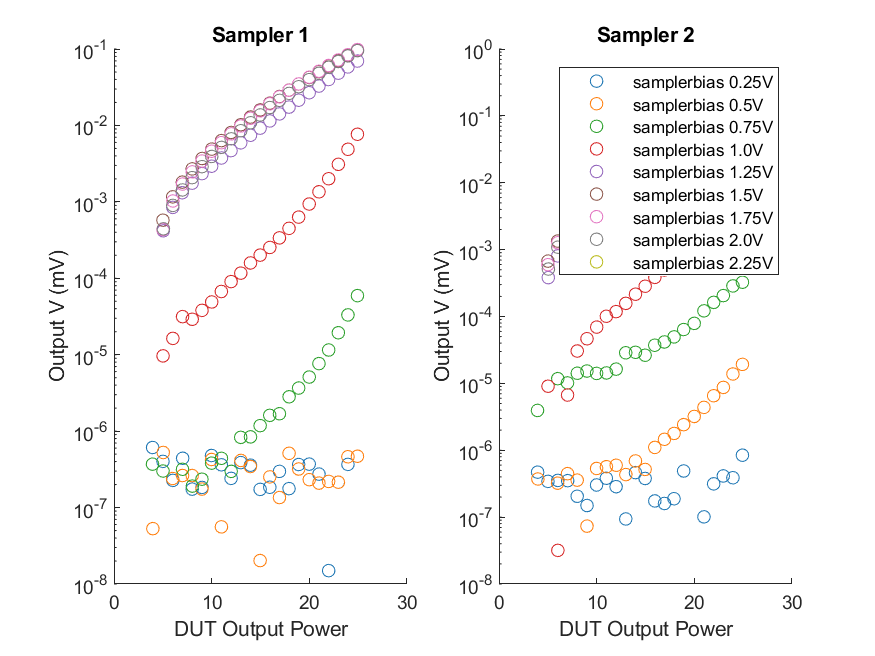 Sampler 1
Output V (mV)
10^-1
10^-2
10^-3
10^-4
10^-5
10^-6
10^-7
10^-8
0
10
20
30
DUT Output Power
Sampler 2
Output V (mV)
10^0
10^-1
10^-2
10^-3
10^-4
10^-5
10^-6
10^-7
10^-8
samplerbias 0.25V
samplerbias 0.5V
samplerbias 0.75V
samplerbias 1.0V
samplerbias 1.25V
samplerbias 1.5V
samplerbias 1.75V
samplerbias 2.0V
samplerbias 2.25V
0
10
20
30
DUT Output Power